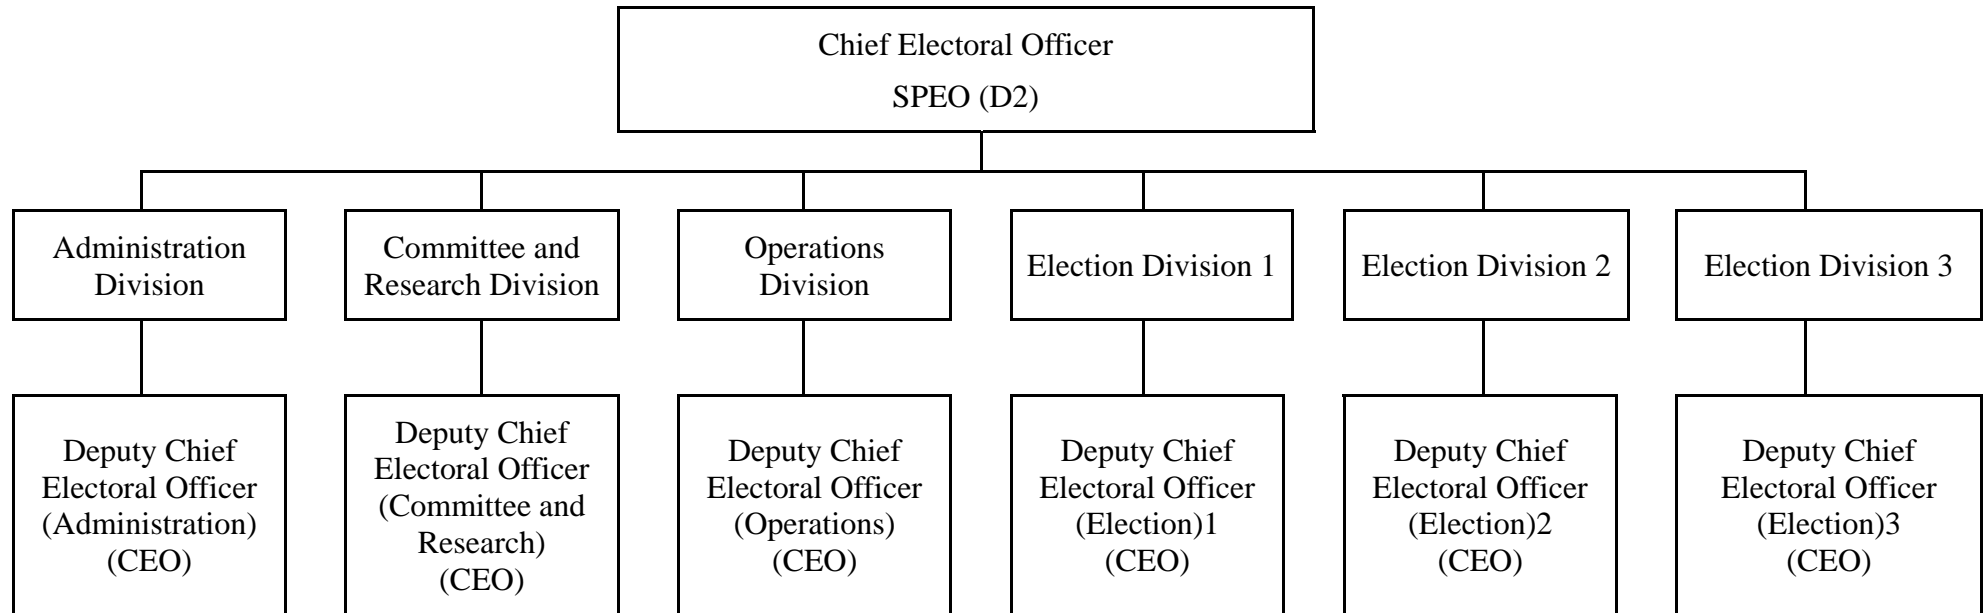 Chief Electoral Officer
SPEO (D2)
Administration
Division
Committee and
Research Division
Operations
Division
Election Division 1
Election Division 2
Election Division 3
Deputy Chief
Electoral Officer
(Administration)
(CEO)
Deputy Chief
Electoral Officer
(Committee and
Research)
(CEO)
Deputy Chief
Electoral Officer
(Operations)
(CEO)
Deputy Chief
Electoral Officer
(Election)1
(CEO)
Deputy Chief
Electoral Officer
(Election)2
(CEO)
Deputy Chief
Electoral Officer
(Election)3
(CEO)